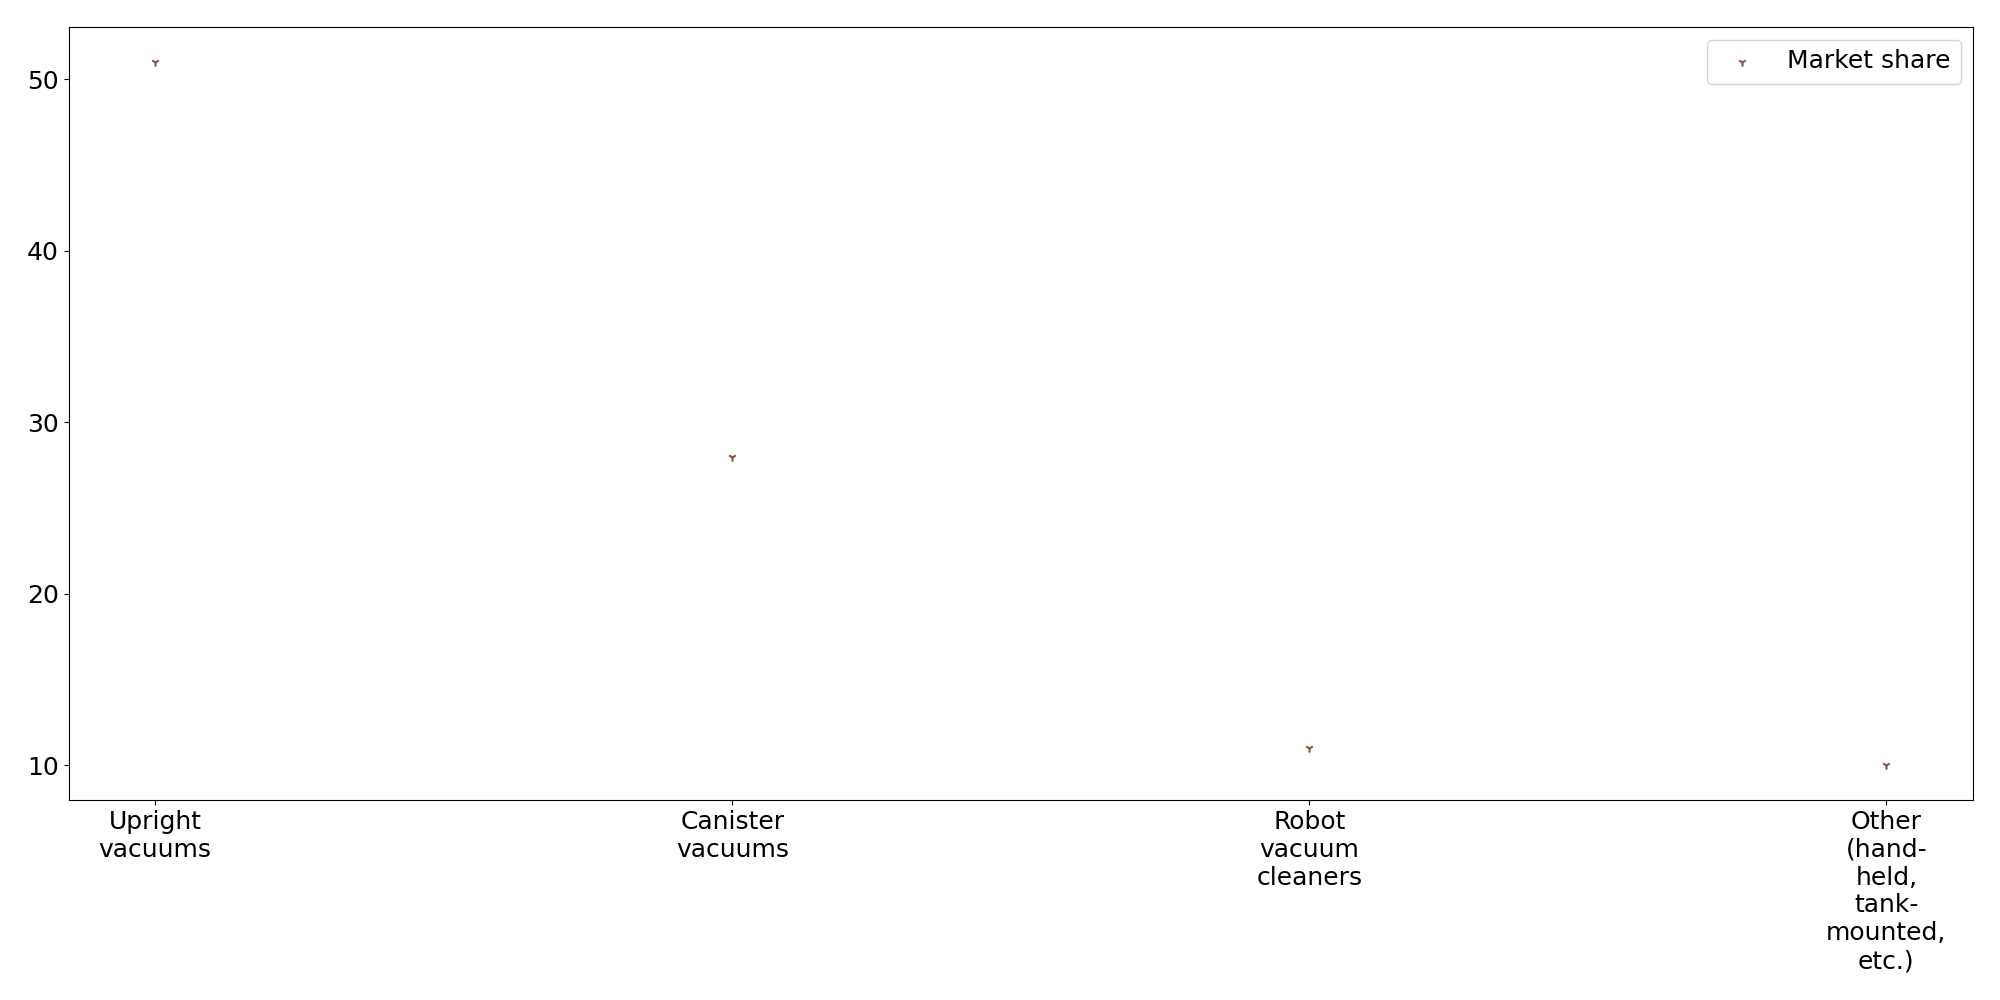 Market share
50
40
30
20
10
Upright
vacuums
Canister
vacuums
Robot
vacuum
cleaners
Other
(hand-
held,
tank-
mounted,
etc.)